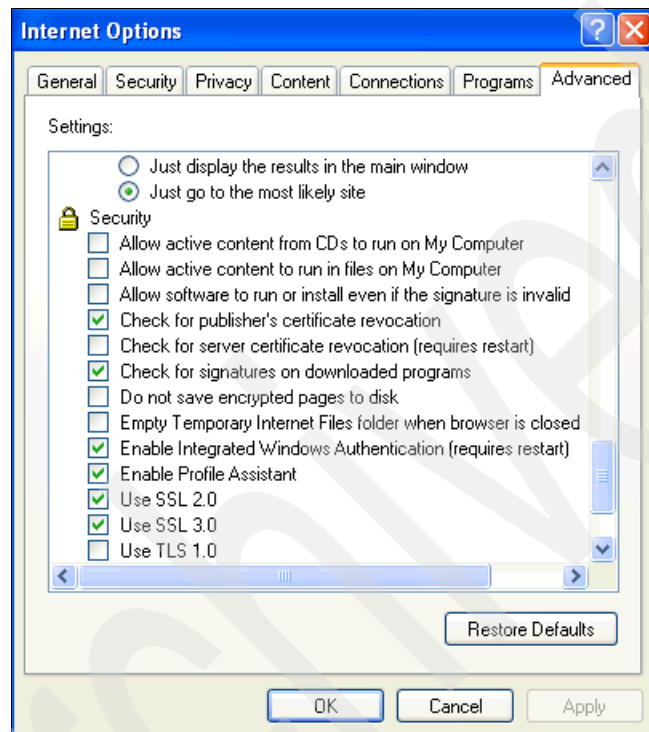 Internet Options
General Security Privacy Content Connections Programs Advanced
Settings:
Just display the results in the main window
Just go to the most likely site
Security
Allow active content from CDs to run on My Computer
Allow active content to run in files on My Computer
Allow software to run or install even if the signature is invalid
Check for publisher's certificate revocation
Check for server certificate revocation (requires restart)
Check for signatures on downloaded programs
Do not save encrypted pages to disk
Empty Temporary Internet Files folder when browser is closed
Enable Integrated Windows Authentication (requires restart)
Enable Profile Assistant
Use SSL 2.0
Use SSL 3.0
Use TLS 1.0
Restore Defaults
OK Cancel Apply